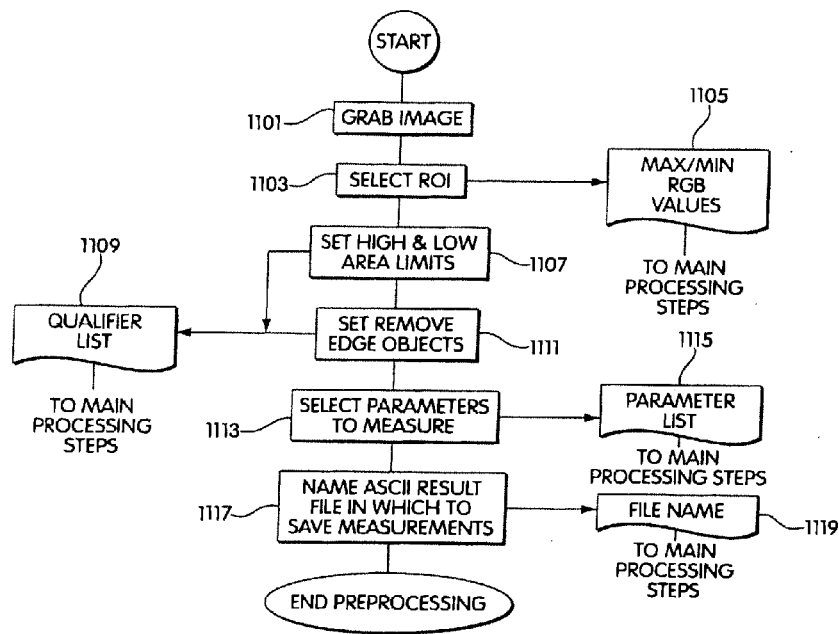 START
1101
GRAB IMAGE
1105
1103
SELECT ROI
MAX/MIN
RGB
VALUES
1109
SET HIGH & LOW
AREA LIMITS
1107
TO MAIN
PROCESSING
STEPS
QUALIFIER
LIST
SET REMOVE
EDGE OBJECTS
1111
1115
TO MAIN
PROCESSING
STEPS
1113
SELECT PARAMETERS
TO MEASURE
PARAMETER
LIST
TO MAIN
PROCESSING STEPS
1117
NAME ASCII RESULT
FILE IN WHICH TO
SAVE MEASUREMENTS
FILE NAME
1119
TO MAIN
PROCESSING
STEPS
END PREPROCESSING